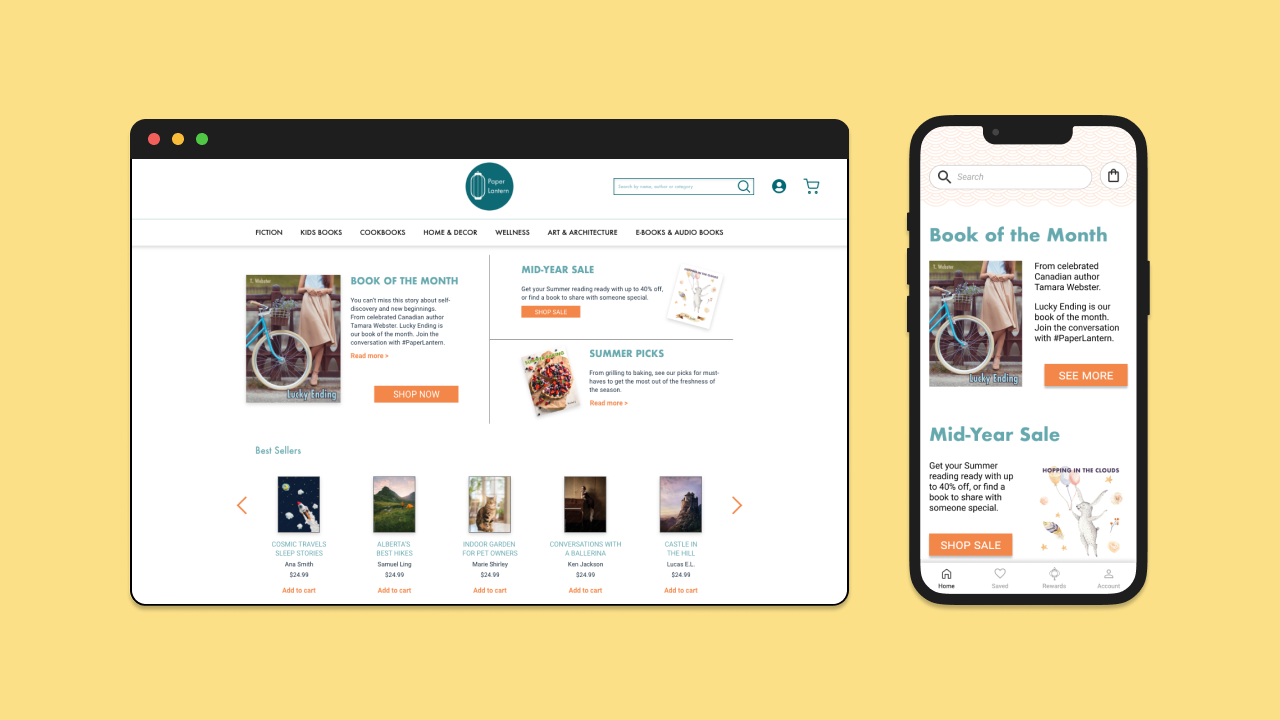 Paper
Lantern
Search by name, author or category
FICTION
KIDS BOOKS
COOKBOOKS
HOME & DECOR
WELLNESS
ART & ARCHITECTURE
E-BOOKS & AUDIO BOOKS
T. Webster
Lucky Ending
BOOK OF THE MONTH
You can't miss this story about self-
discovery and new beginnings.
From celebrated Canadian author
Tamara Webster. Lucky Ending is
our book of the month. Join the
conversation with #PaperLantern.
Read more >
SHOP NOW
MID-YEAR SALE
Get your Summer reading ready with up to 40% off,
or find a book to share with someone special.
SHOP SALE
HOPPING IN THE CLOUDS
SUMMER PICKS
From grilling to baking, see our picks for must-
haves to get the most out of the freshness of
the season.
Read more >
Best Sellers
COSMIC TRAVELS
SLEEP STORIES
Ana Smith
$24.99
Add to cart
ALBERTA'S
BEST HIKES
Samuel Ling
$24.99
Add to cart
INDOOR GARDEN
FOR PET OWNERS
Marie Shirley
$24.99
Add to cart
CONVERSATIONS WITH
A BALLERINA
Ken Jackson
$24.99
Add to cart
CASTLE IN
THE HILL
Lucas E.L.
$24.99
Add to cart
Search
Book of the Month
T. Webster
Lucky Ending
From celebrated
Canadian author
Tamara Webster.
Lucky Ending is our
book of the month.
Join the conversation
with #PaperLantern.
SEE MORE
Mid-Year Sale
Get your Summer
reading ready with up
to 40% off, or find a
book to share with
someone special.
SHOP SALE
HOPPING IN THE CLOUDS
Home
Saved
Rewards
Account